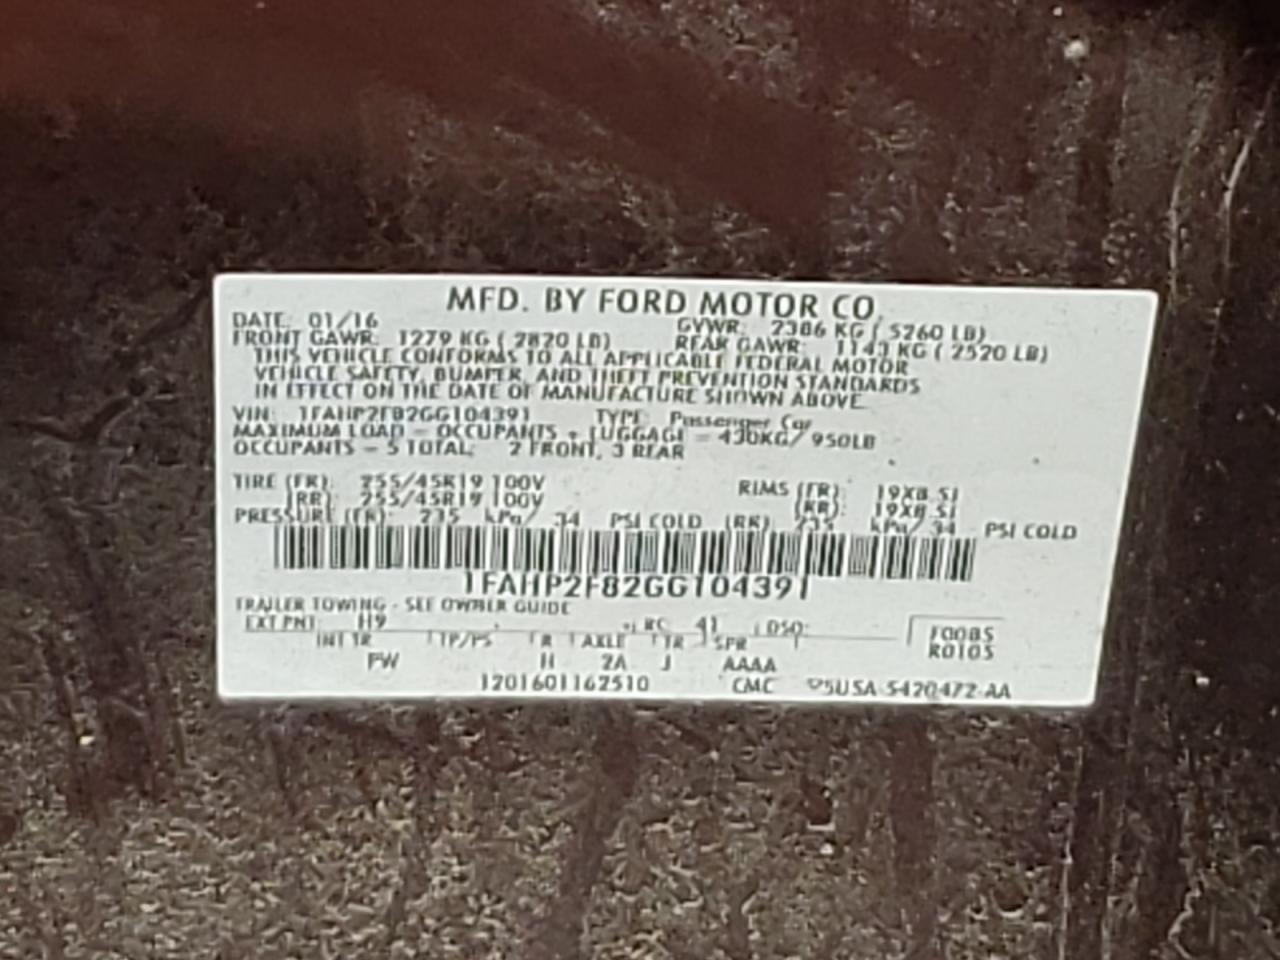 MFD. BY FORD MOTOR CO.
DATE: 01/16 GVWR: 2386 KG ( 5260 LB)
FRONT GAWR: 1279 KG ( 2820 LB) REAR GAWR: 1143 KG ( 2520 LB)
THIS VEHICLE CONFORMS TO ALL APPLICABLE FEDERAL MOTOR
VEHICLE SAFETY, BUMPER, AND THEFT PREVENTION STANDARDS
IN EFFECT ON THE DATE OF MANUFACTURE SHOWN ABOVE.
VIN: 1FAHP2F82GG104391 TYPE: Passenger Car
MAXIMUM LOAD = OCCUPANTS + LUGGAGE = 430KG/ 950LB
OCCUPANTS = 5 TOTAL: 2 FRONT, 3 REAR
TIRE (FR): 255/45R19 100V RIMS (FR): 19X8.5J
(RR): 255/45R19 100V (RR): 19X8.5J
PRESSURE (FR): 235 kPa/ 34 PSI COLD (RR): 235 kPa/ 34 PSI COLD
1FAHP2F82GG104391
TRAILER TOWING - SEE OWNER GUIDE
EXT PNT: H9 RC: 41 DSO: F0085
INT TR TP/PS R AXLE TR SPR R0105
PW H 2A J AAAA
1201601162510 CMC 5USA 5420472 AA